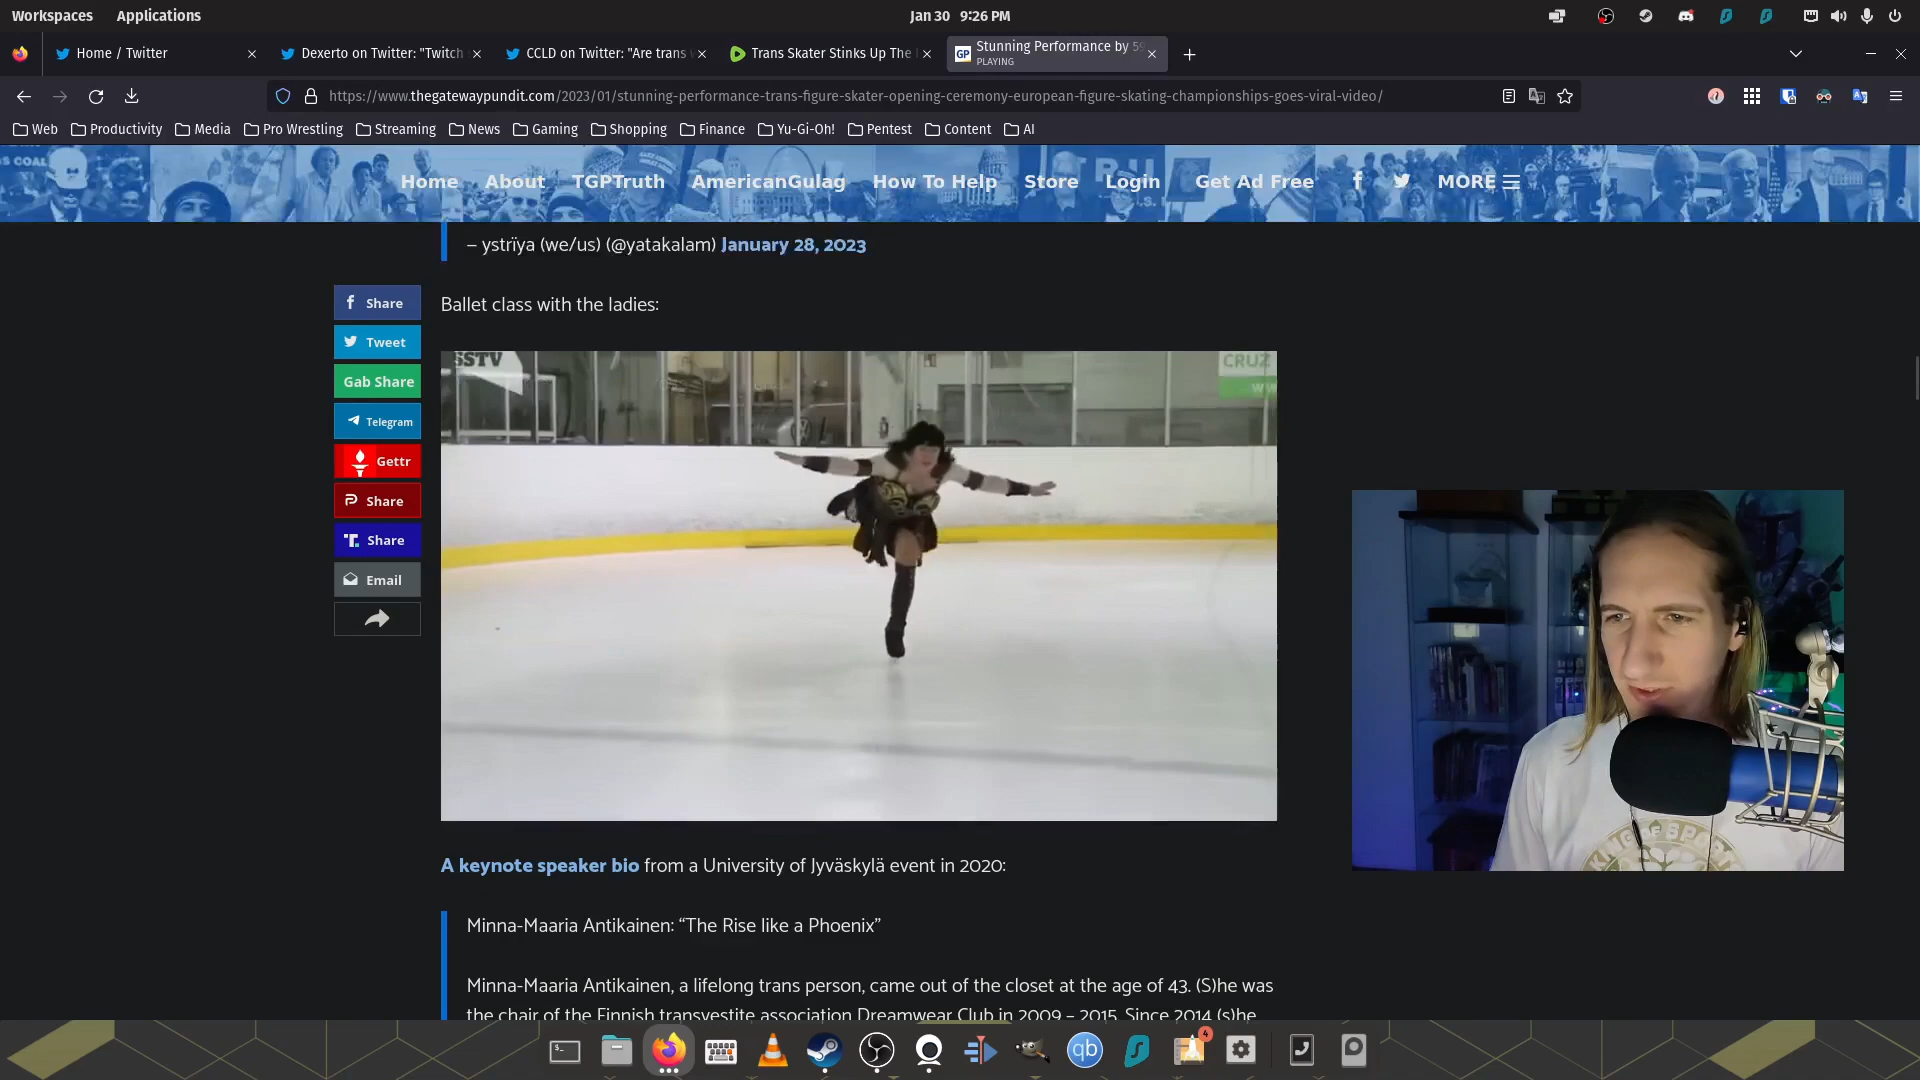 Workspaces Applications Jan 30 9:26 PM
Home / Twitter Dexerto on Twitter: "Twitch CCLD on Twitter: "Are trans Trans Skater Stinks Up The Stunning Performance by 59
PLAYING
https://www.thegatewaypundit.com/2023/01/stunning-performance-trans-figure-skater-opening-ceremony-european-figure-skating-championships-goes-viral-video/
Web Productivity Media Pro Wrestling Streaming News Gaming Shopping Finance Yu-Gi-Oh! Pentest Content AI
Home About TGPTruth AmericanGulag How To Help Store Login Get Ad Free MORE
– ystrïya (we/us) (@yatakalam) January 28, 2023
Share
Tweet
Gab Share
Telegram
Gettr
Share
Share
Email
Ballet class with the ladies:
SSTV
CRUZ
A keynote speaker bio from a University of Jyväskylä event in 2020:
Minna-Maaria Antikainen: “The Rise like a Phoenix”
Minna-Maaria Antikainen, a lifelong trans person, came out of the closet at the age of 43. (S)he was
the chair of the Finnish transvestite association Dreamwear Club in 2009 – 2015. Since 2014 (s)he
4
qb